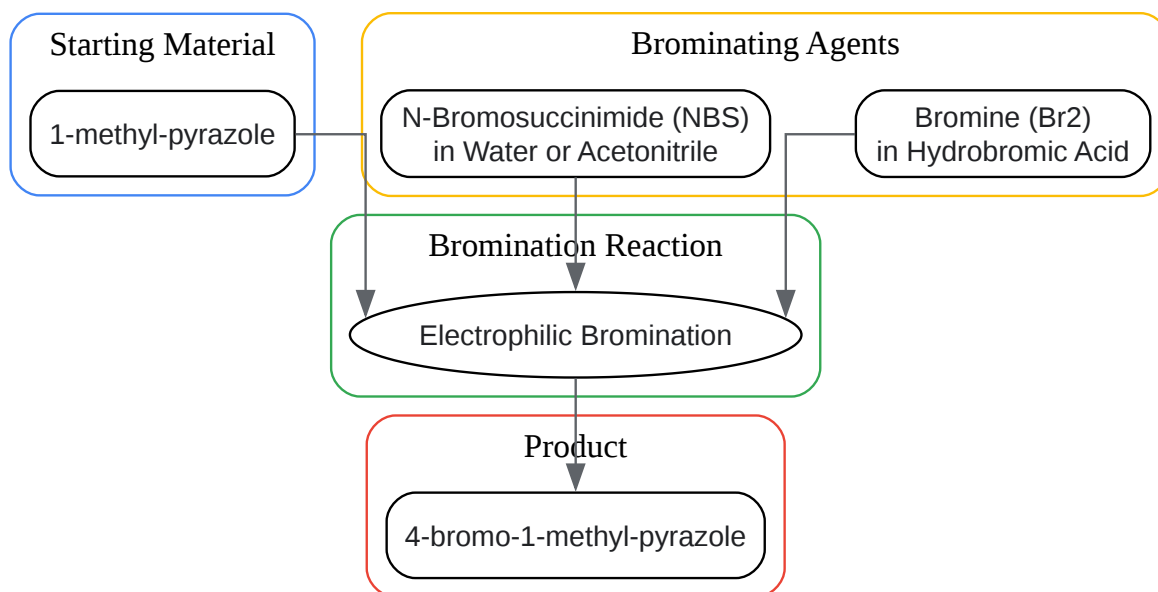 Starting Material
1-methyl-pyrazole
Brominating Agents
N-Bromosuccinimide (NBS)
in Water or Acetonitrile
Bromine (Br2)
in Hydrobromic Acid
Bromination Reaction
Electrophilic Bromination
Product
4-bromo-1-methyl-pyrazole